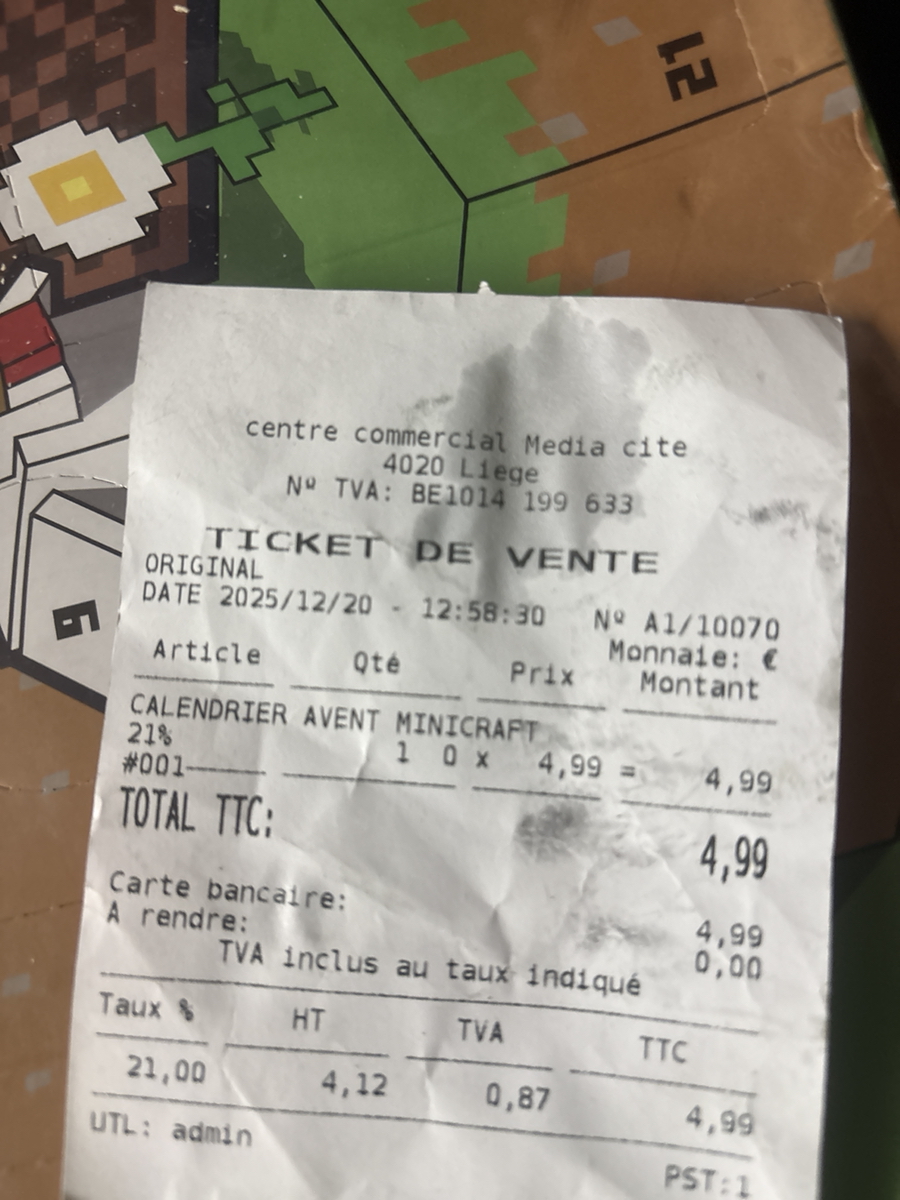 21
6
centre commercial Media cite
4020 Liege
Nº TVA: BE1014 199 633
TICKET DE VENTE
ORIGINAL
DATE 2025/12/20 - 12:58:30 Nº A1/10070
Monnaie: €
Article Qté Prix Montant
CALENDRIER AVENT MINICRAFT
21% 1 0 x 4,99 = 4,99
#001
TOTAL TTC: 4,99
Carte bancaire: 4,99
A rendre: 0,00
TVA inclus au taux indiqué
Taux % HT TVA TTC
21,00 4,12 0,87 4,99
UTL: admin PST:1